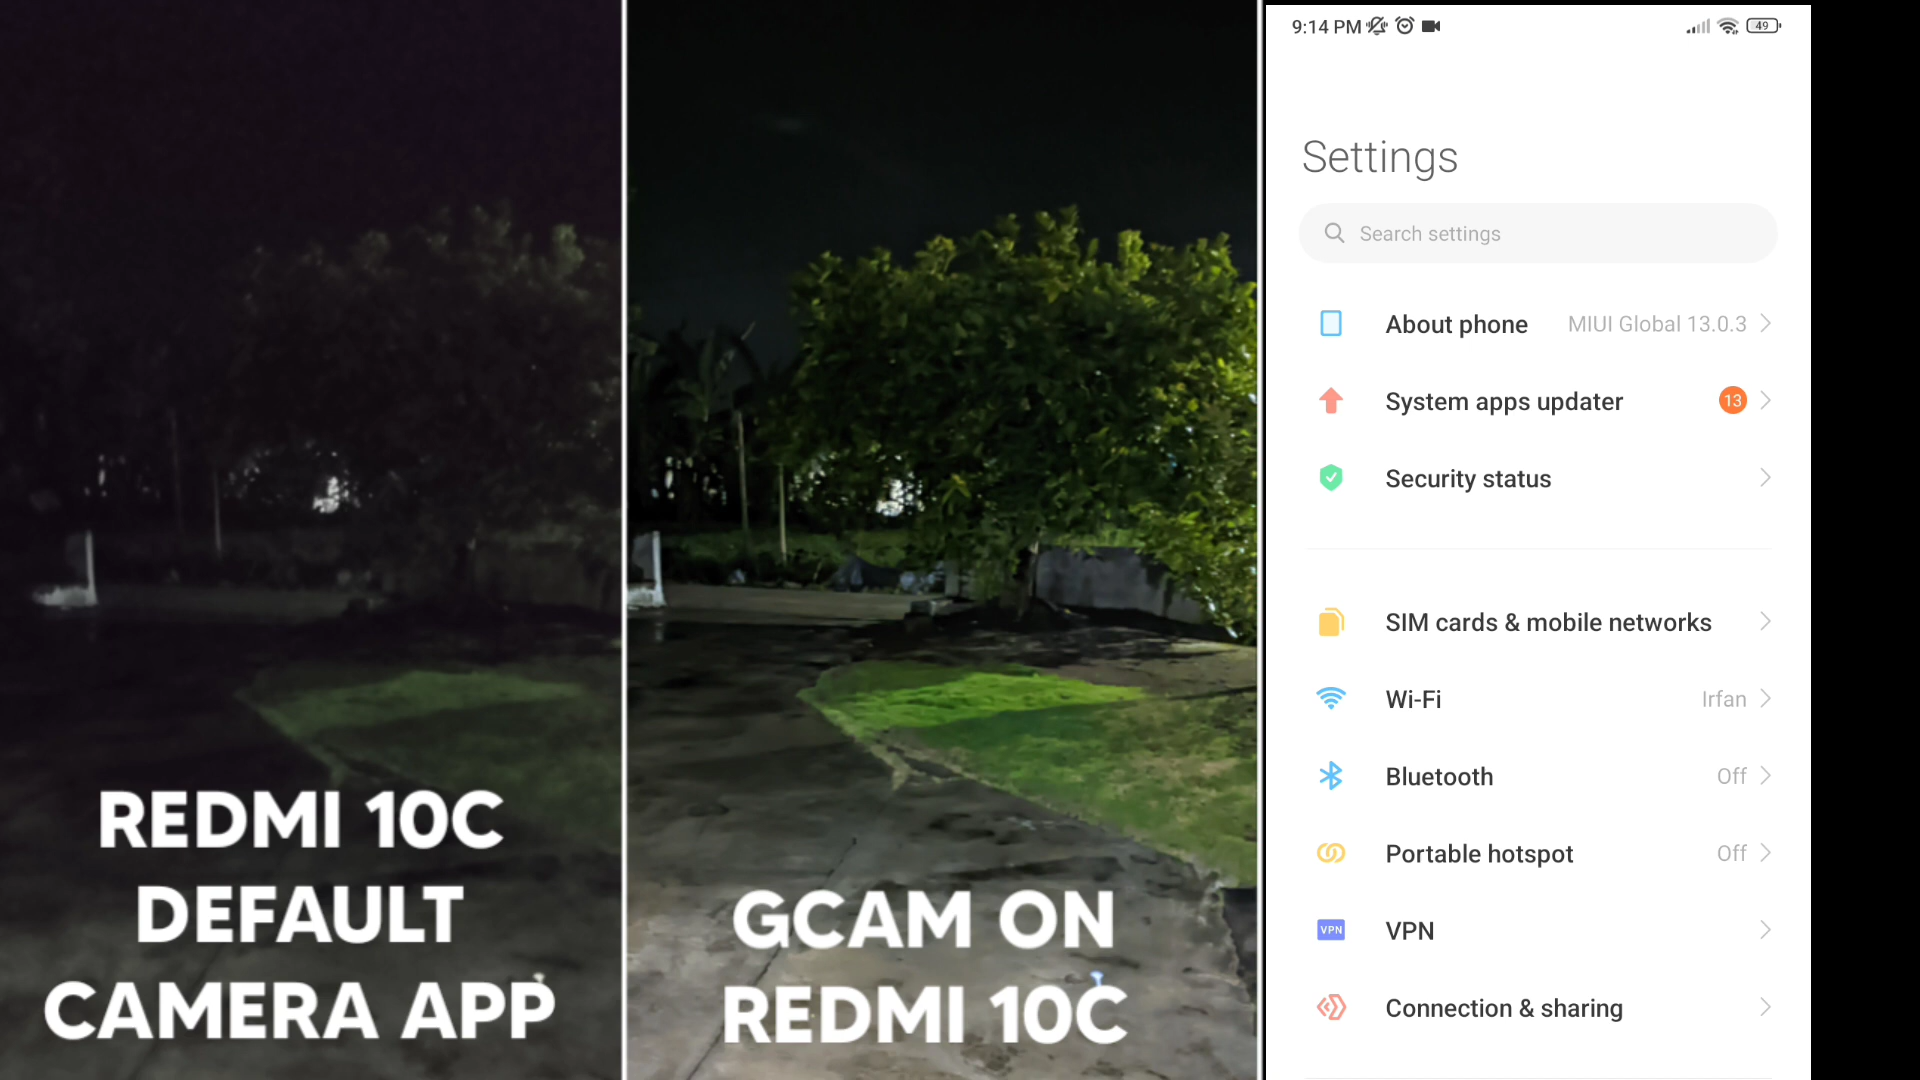 REDMI 10C
DEFAULT
CAMERA APP
GCAM ON
REDMI 10C
9:14 PM
49
Settings
Search settings
About phone MIUI Global 13.0.3
System apps updater 13
Security status
SIM cards & mobile networks
Wi-Fi Irfan
Bluetooth Off
Portable hotspot Off
VPN VPN
Connection & sharing